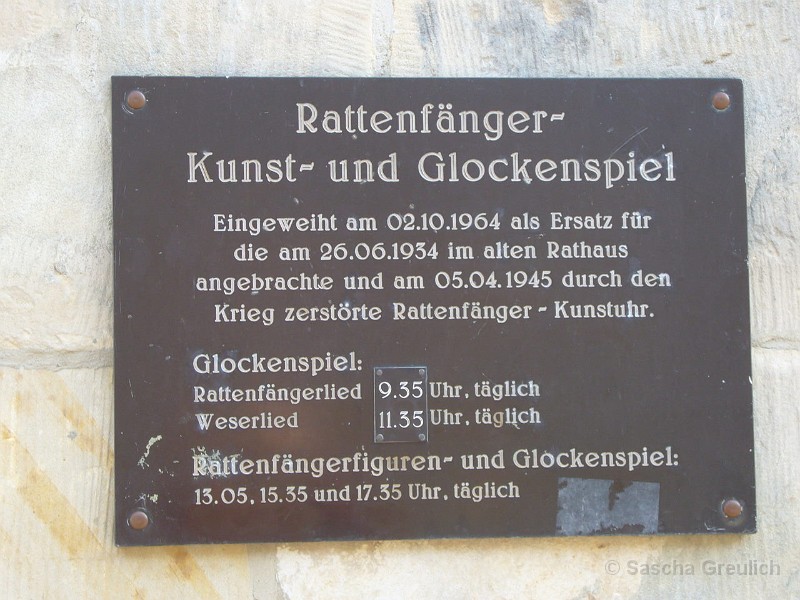 Rattenfänger-
Kunst- und Glockenspiel
Eingeweiht am 02.10.1964 als Ersatz für
die am 26.06.1934 im alten Rathaus
angebrachte und am 05.04.1945 durch den
Krieg zerstörte Rattenfänger - Kunstuhr.
Glockenspiel:
Rattenfängerlied 9.35 Uhr, täglich
Weserlied 11.35 Uhr, täglich
Rattenfängerfiguren- und Glockenspiel:
13.05, 15.35 und 17.35 Uhr, täglich
© Sascha Greulich